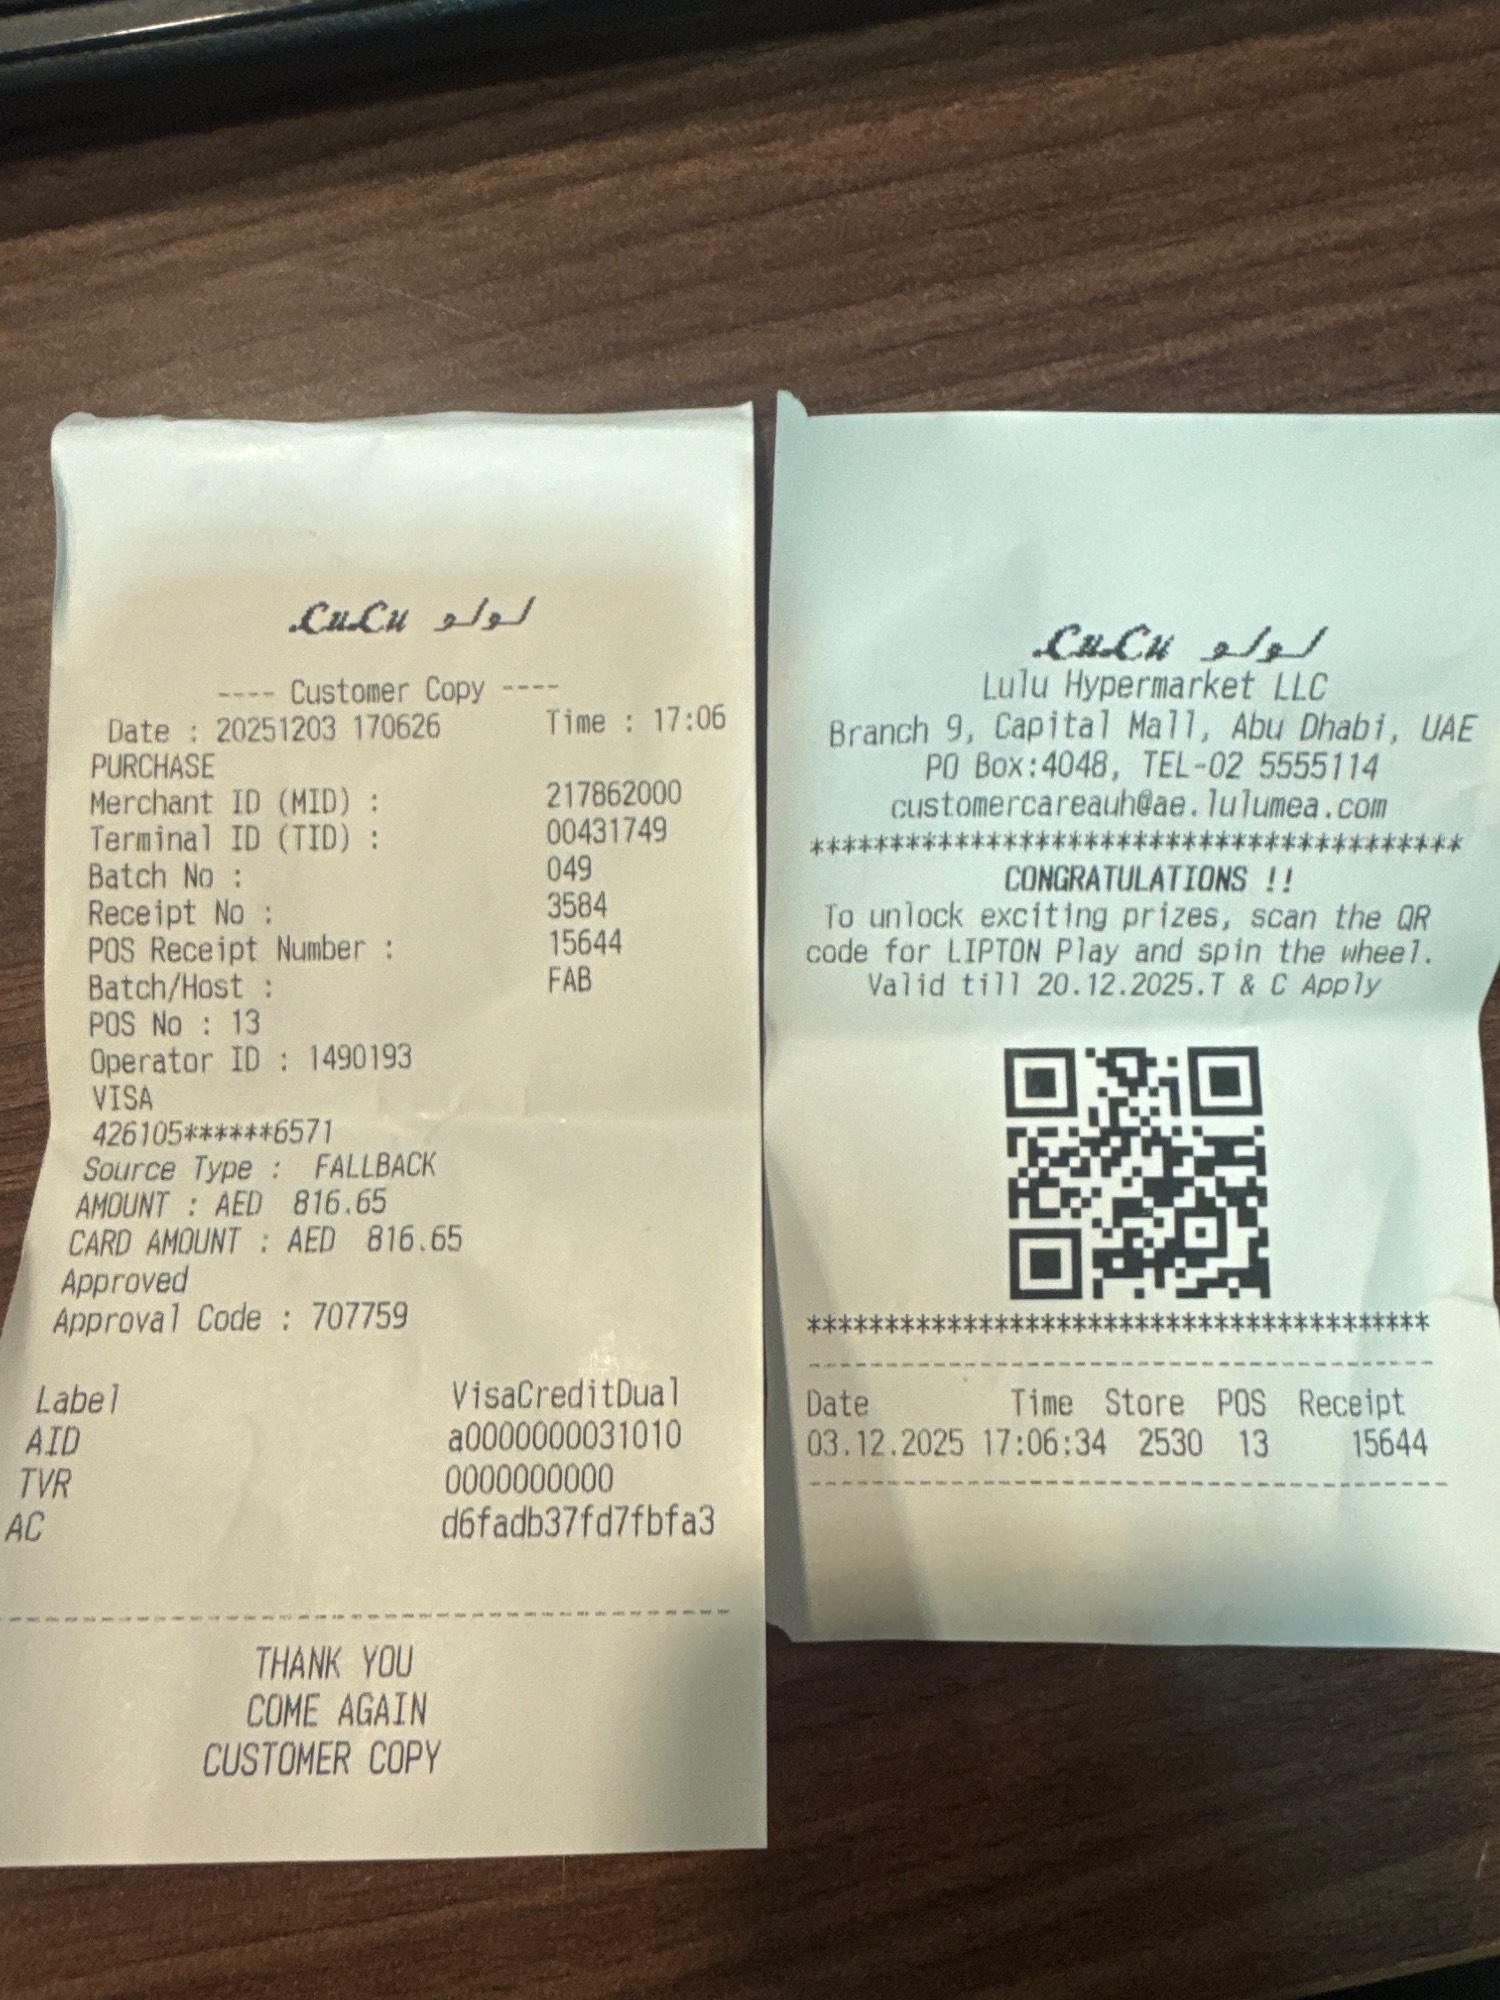 LuLu لولو
---- Customer Copy ----
Date : 20251203 170626 Time : 17:06
PURCHASE
Merchant ID (MID) : 217862000
Terminal ID (TID) : 00431749
Batch No : 049
Receipt No : 3584
POS Receipt Number : 15644
Batch/Host : FAB
POS No : 13
Operator ID : 1490193
VISA
426105******6571
Source Type : FALLBACK
AMOUNT : AED 816.65
CARD AMOUNT : AED 816.65
Approved
Approval Code : 707759
Label VisaCreditDual
AID a0000000031010
TVR 0000000000
AC d6fadb37fd7fbfa3
THANK YOU
COME AGAIN
CUSTOMER COPY
LuLu لولو
Lulu Hypermarket LLC
Branch 9, Capital Mall, Abu Dhabi, UAE
PO Box:4048, TEL-02 5555114
customercareauh@ae.lulumea.com
******************************************
CONGRATULATIONS !!
To unlock exciting prizes, scan the QR
code for LIPTON Play and spin the wheel.
Valid till 20.12.2025.T & C Apply
******************************************
Date Time Store POS Receipt
03.12.2025 17:06:34 2530 13 15644